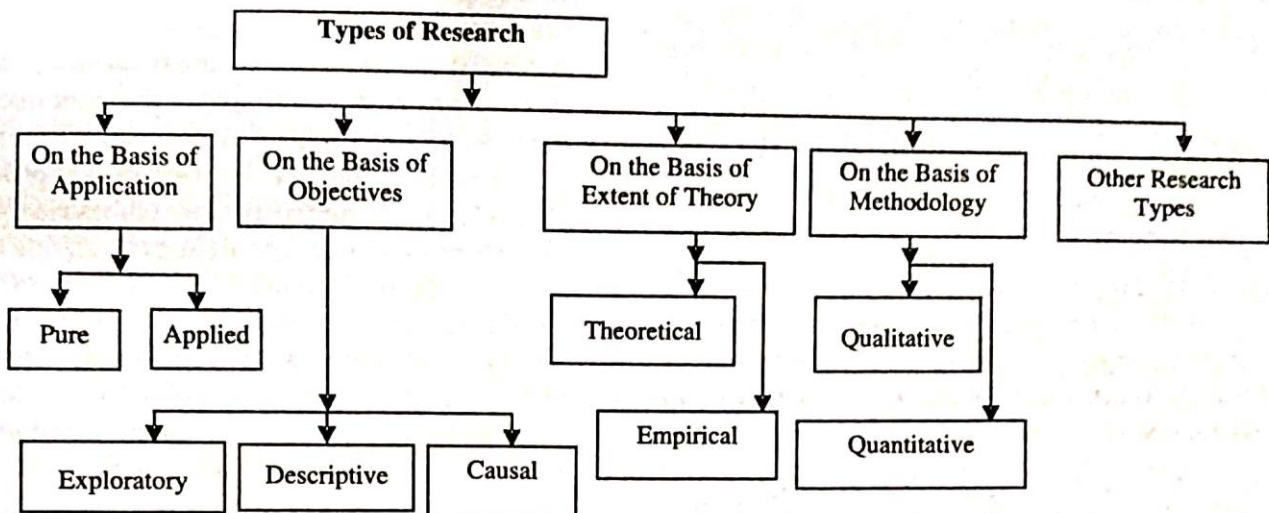 Types of Research
On the Basis of
Application
On the Basis of
Objectives
On the Basis of
Extent of Theory
On the Basis of
Methodology
Other Research
Types
Pure
Applied
Theoretical
Qualitative
Empirical
Quantitative
Exploratory
Descriptive
Causal